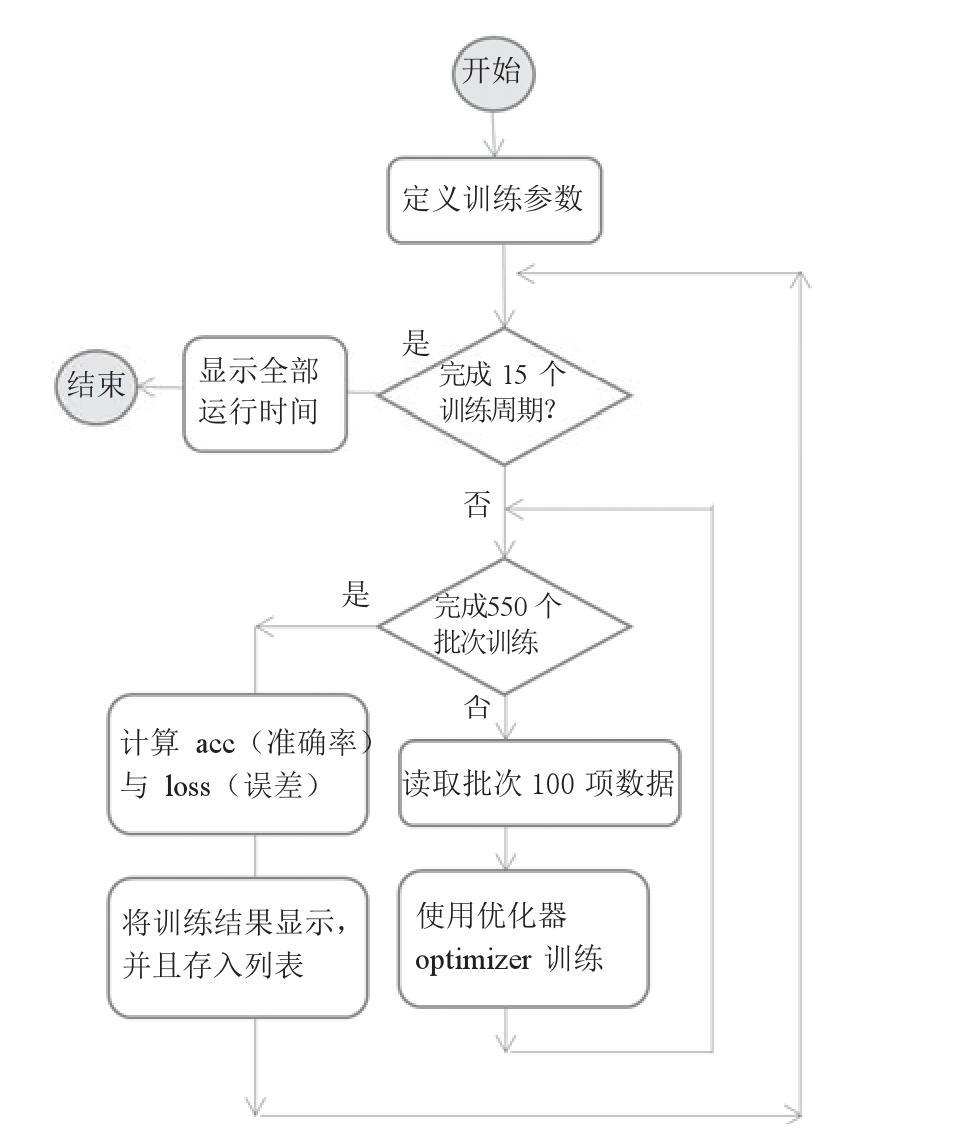 开始
定义训练参数
是
完成 15 个
训练周期?
显示全部
运行时间
结束
否
是
完成550 个
批次训练
否
计算 acc（准确率）
与 loss（误差）
读取批次 100 项数据
将训练结果显示，
并且存入列表
使用优化器
optimizer 训练